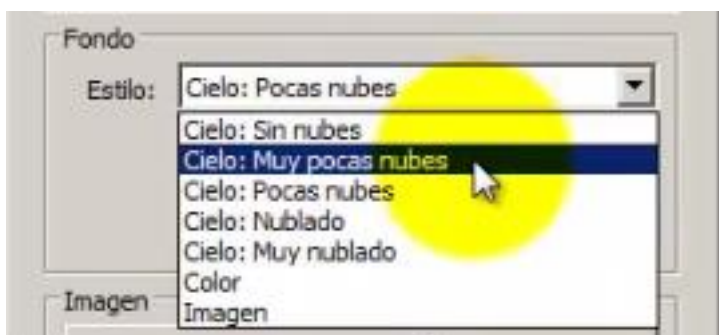 Fondo
Estilo: Cielo: Pocas nubes
Cielo: Sin nubes
Cielo: Muy pocas nubes
Cielo: Pocas nubes
Cielo: Nublado
Cielo: Muy nublado
Color
Imagen
Imagen